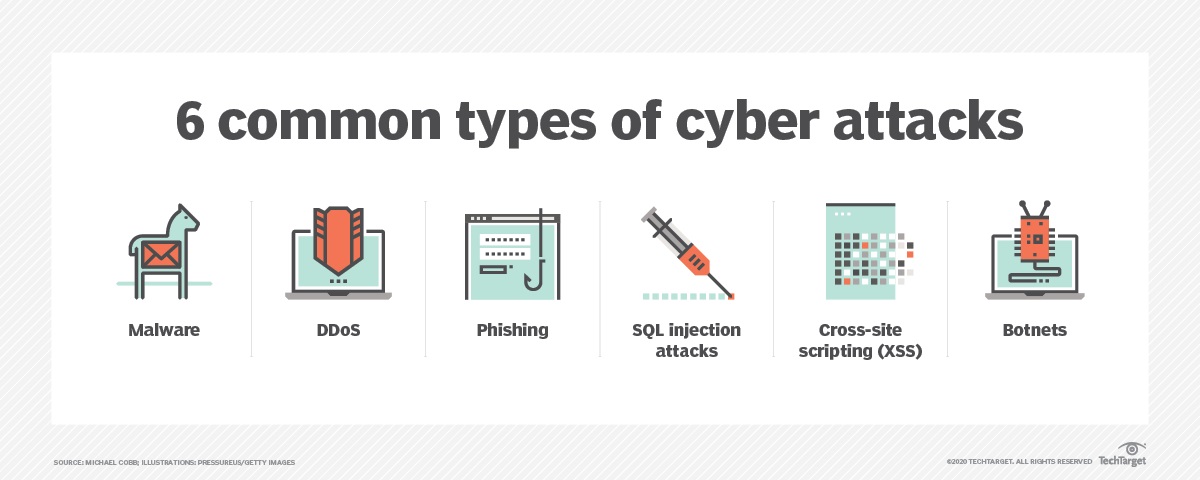 6 common types of cyber attacks
Malware
DDoS
Phishing
SQL injection
attacks
Cross-site
scripting (XSS)
Botnets
SOURCE: MICHAEL COBB; ILLUSTRATIONS: PRESSUREUS/GETTY IMAGES
©2020 TECHTARGET. ALL RIGHTS RESERVED
TechTarget